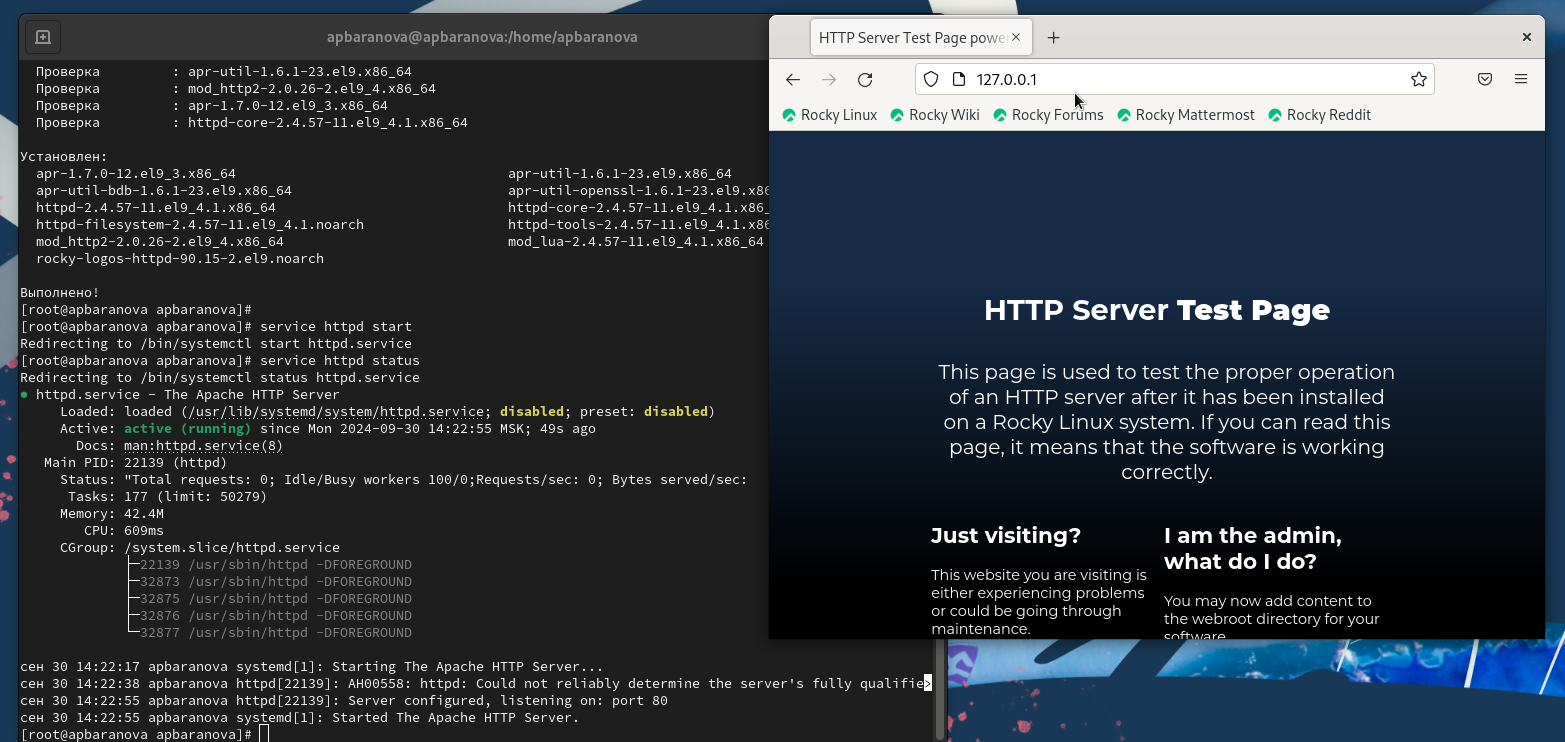 apbaranova@apbaranova:/home/apbaranova
Проверка : apr-util-1.6.1-23.el9.x86_64
Проверка : mod_http2-2.0.26-2.el9_4.x86_64
Проверка : apr-1.7.0-12.el9_3.x86_64
Проверка : httpd-core-2.4.57-11.el9_4.1.x86_64
Установлен:
apr-1.7.0-12.el9_3.x86_64 apr-util-1.6.1-23.el9.x86_64
apr-util-bdb-1.6.1-23.el9.x86_64 apr-util-openssl-1.6.1-23.el9.x86
httpd-2.4.57-11.el9_4.1.x86_64 httpd-core-2.4.57-11.el9_4.1.x86_
httpd-filesystem-2.4.57-11.el9_4.1.noarch httpd-tools-2.4.57-11.el9_4.1.x86
mod_http2-2.0.26-2.el9_4.x86_64 mod_lua-2.4.57-11.el9_4.1.x86_64
rocky-logos-httpd-90.15-2.el9.noarch
Выполнено!
[root@apbaranova apbaranova]#
[root@apbaranova apbaranova]# service httpd start
Redirecting to /bin/systemctl start httpd.service
[root@apbaranova apbaranova]# service httpd status
Redirecting to /bin/systemctl status httpd.service
● httpd.service - The Apache HTTP Server
Loaded: loaded (/usr/lib/systemd/system/httpd.service; disabled; preset: disabled)
Active: active (running) since Mon 2024-09-30 14:22:55 MSK; 49s ago
Docs: man:httpd.service(8)
Main PID: 22139 (httpd)
Status: "Total requests: 0; Idle/Busy workers 100/0;Requests/sec: 0; Bytes served/sec:
Tasks: 177 (limit: 50279)
Memory: 42.4M
CPU: 609ms
CGroup: /system.slice/httpd.service
├─22139 /usr/sbin/httpd -DFOREGROUND
├─32873 /usr/sbin/httpd -DFOREGROUND
├─32875 /usr/sbin/httpd -DFOREGROUND
├─32876 /usr/sbin/httpd -DFOREGROUND
└─32877 /usr/sbin/httpd -DFOREGROUND
сен 30 14:22:17 apbaranova systemd[1]: Starting The Apache HTTP Server...
сен 30 14:22:38 apbaranova httpd[22139]: AH00558: httpd: Could not reliably determine the server's fully qualifie>
сен 30 14:22:55 apbaranova httpd[22139]: Server configured, listening on: port 80
сен 30 14:22:55 apbaranova systemd[1]: Started The Apache HTTP Server.
[root@apbaranova apbaranova]#
HTTP Server Test Page powe
127.0.0.1
Rocky Linux Rocky Wiki Rocky Forums Rocky Mattermost Rocky Reddit
HTTP Server Test Page
This page is used to test the proper operation
of an HTTP server after it has been installed
on a Rocky Linux system. If you can read this
page, it means that the software is working
correctly.
Just visiting?
This website you are visiting is
either experiencing problems
or could be going through
maintenance.
I am the admin,
what do I do?
You may now add content to
the webroot directory for your
software.